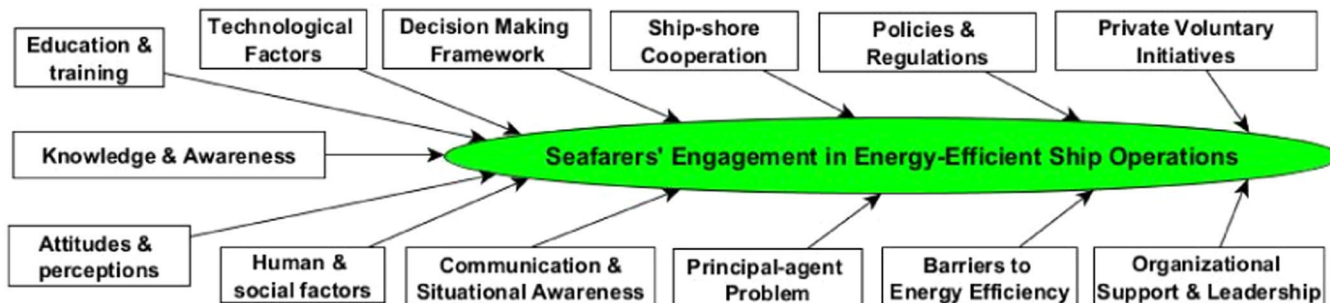 Education &
training
Technological
Factors
Decision Making
Framework
Ship-shore
Cooperation
Policies &
Regulations
Private Voluntary
Initiatives
Knowledge & Awareness
Seafarers' Engagement in Energy-Efficient Ship Operations
Attitudes &
perceptions
Human &
social factors
Communication &
Situational Awareness
Principal-agent
Problem
Barriers to
Energy Efficiency
Organizational
Support & Leadership